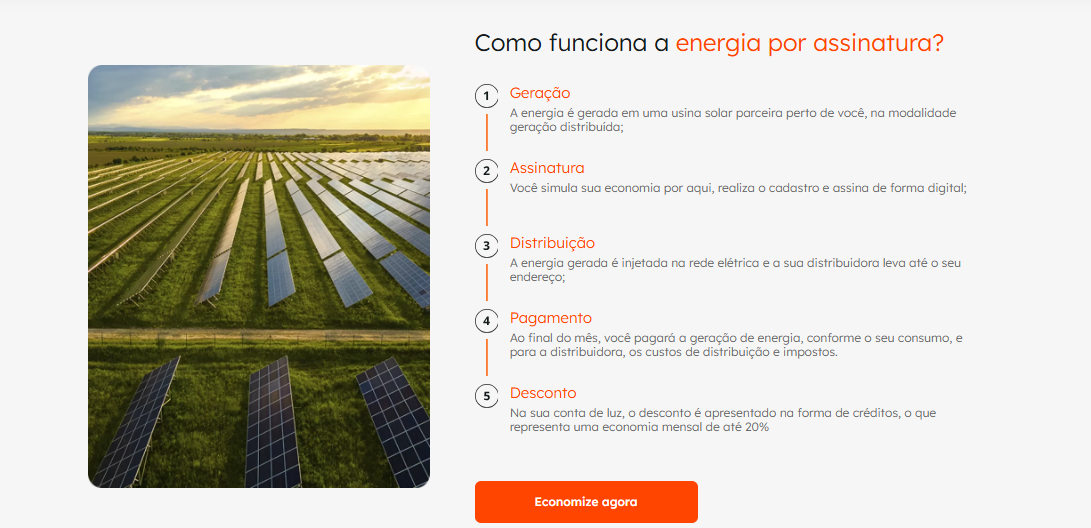 Como funciona a energia por assinatura?
1
Geração
A energia é gerada em uma usina solar parceira perto de você, na modalidade
geração distribuída;
2
Assinatura
Você simula sua economia por aqui, realiza o cadastro e assina de forma digital;
3
Distribuição
A energia gerada é injetada na rede elétrica e a sua distribuidora leva até o seu
endereço;
4
Pagamento
Ao final do mês, você pagará a geração de energia, conforme o seu consumo, e
para a distribuidora, os custos de distribuição e impostos.
5
Desconto
Na sua conta de luz, o desconto é apresentado na forma de créditos, o que
representa uma economia mensal de até 20%
Economize agora